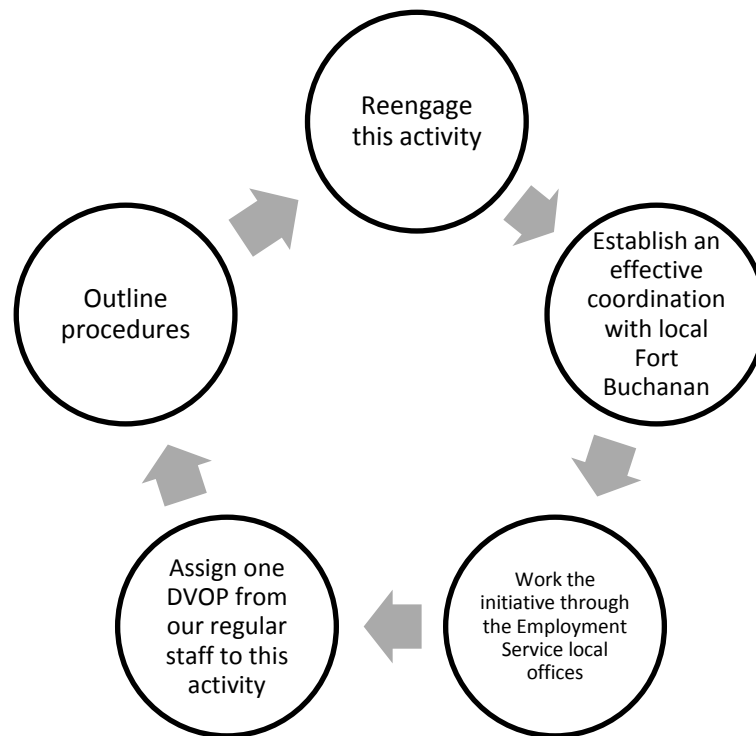 Reengage
this activity
Establish an
effective
coordination
with local
Fort
Buchanan
Work the
initiative through
the Employment
Service local
offices
Assign one
DVOP from
our regular
staff to this
activity
Outline
procedures